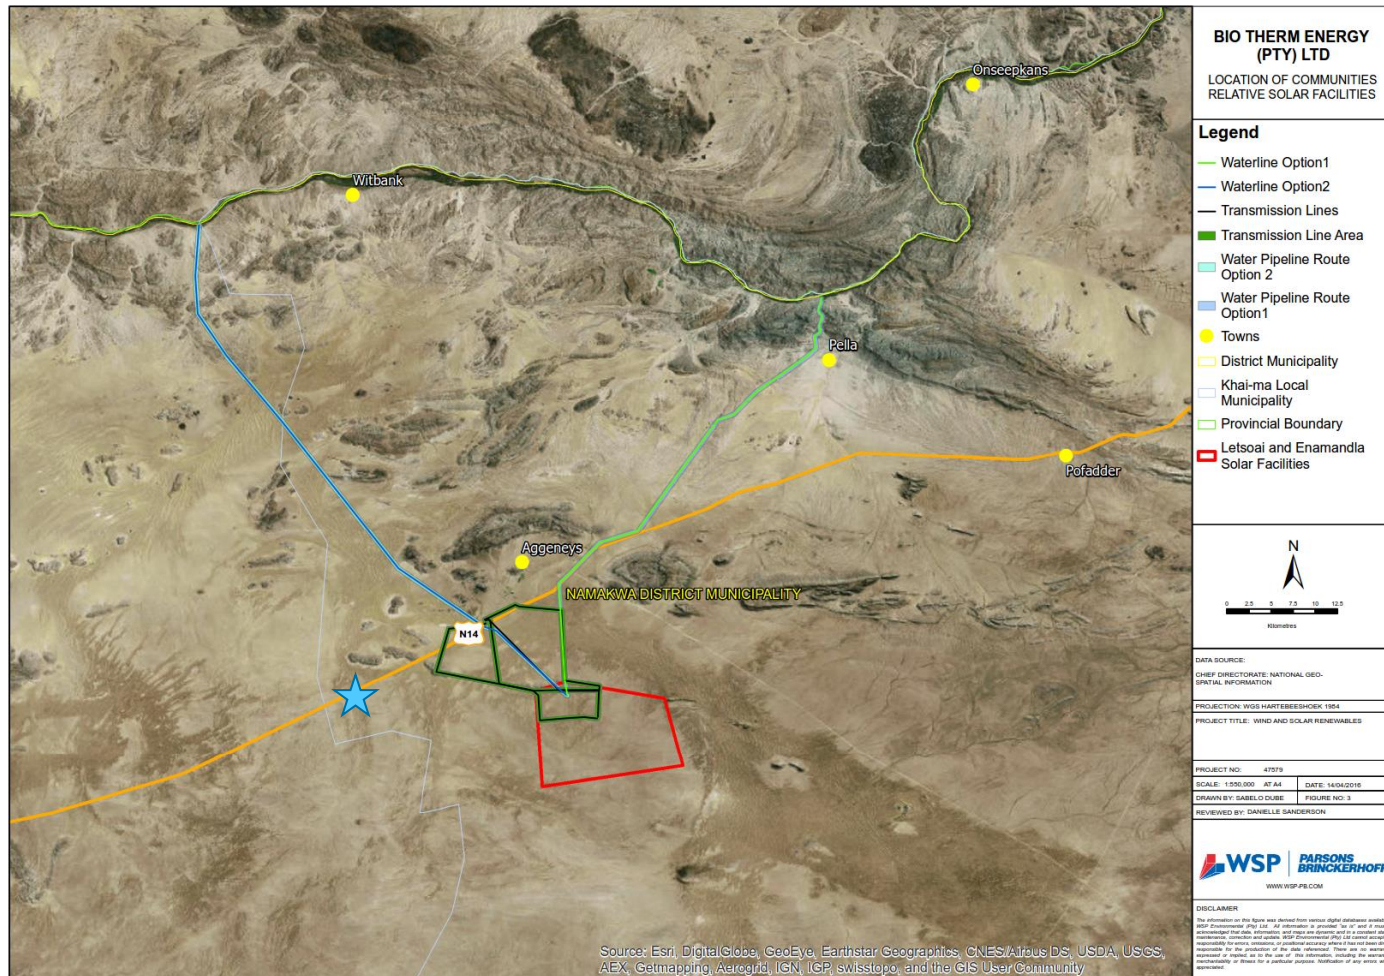 Onseepkans
Witbank
Pella
Pofadder
Aggeneys
NAMAKWA DISTRICT MUNICIPALITY
N14
Source: Esri, DigitalGlobe, GeoEye, Earthstar Geographics, CNES/Airbus DS, USDA, USGS,
AEX, Getmapping, Aerogrid, IGN, IGP, swisstopo, and the GIS User Community
BIO THERM ENERGY
(PTY) LTD
LOCATION OF COMMUNITIES
RELATIVE SOLAR FACILITIES
Legend
Waterline Option1
Waterline Option2
Transmission Lines
Transmission Line Area
Water Pipeline Route
Option 2
Water Pipeline Route
Option1
Towns
District Municipality
Khai-ma Local
Municipality
Provincial Boundary
Letsoai and Enamandla
Solar Facilities
N
0 2.5 5 7.5 10 12.5
Kilometres
DATA SOURCE:
CHIEF DIRECTORATE: NATIONAL GEO-
SPATIAL INFORMATION
PROJECTION: WGS HARTEBEESHOEK 1984
PROJECT TITLE: WIND AND SOLAR RENEWABLES
PROJECT NO: 47579
SCALE: 1:550,000 AT A4 DATE: 14/04/2016
DRAWN BY: SABELO DUBE FIGURE NO: 3
REVIEWED BY: DANIELLE SANDERSON
WSP PARSONS
BRINCKERHOFF
WWW.WSP-PB.COM
DISCLAIMER